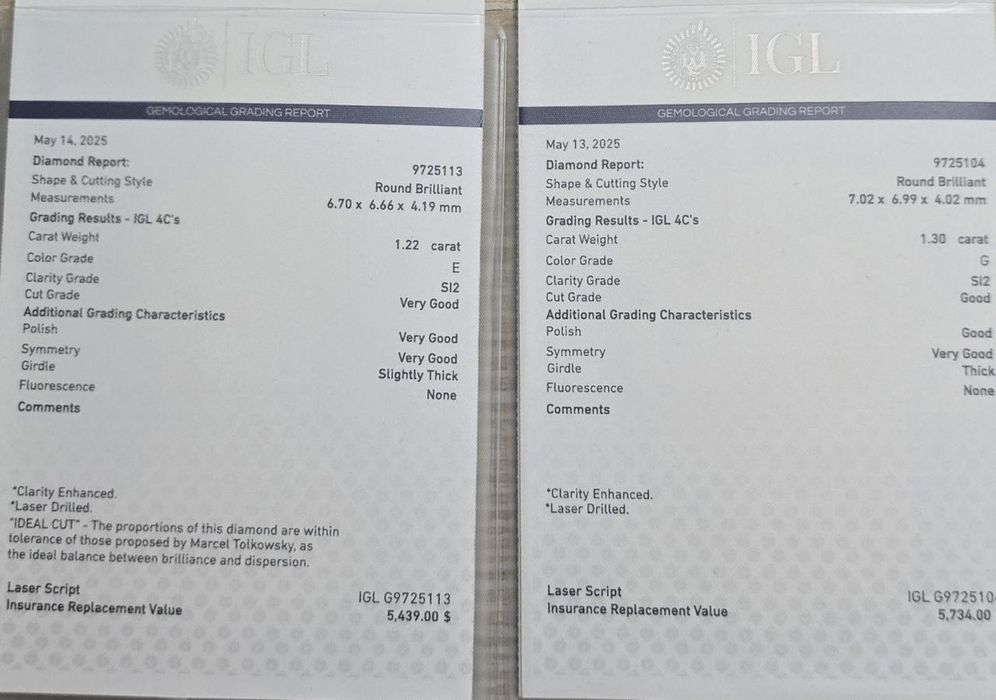 IGL
GEMOLOGICAL GRADING REPORT
May 14, 2025
Diamond Report: 9725113
Shape & Cutting Style Round Brilliant
Measurements 6.70 x 6.66 x 4.19 mm
Grading Results - IGL 4C's
Carat Weight 1.22 carat
Color Grade E
Clarity Grade SI2
Cut Grade Very Good
Additional Grading Characteristics
Polish Very Good
Symmetry Very Good
Girdle Slightly Thick
Fluorescence None
Comments
*Clarity Enhanced.
*Laser Drilled.
"IDEAL CUT" - The proportions of this diamond are within
tolerance of those proposed by Marcel Tolkowsky, as
the ideal balance between brilliance and dispersion.
Laser Script IGL G9725113
Insurance Replacement Value 5,439.00 $
IGL
GEMOLOGICAL GRADING REPORT
May 13, 2025
Diamond Report: 9725104
Shape & Cutting Style Round Brilliant
Measurements 7.02 x 6.99 x 4.02 mm
Grading Results - IGL 4C's
Carat Weight 1.30 carat
Color Grade G
Clarity Grade SI2
Cut Grade Good
Additional Grading Characteristics
Polish Good
Symmetry Very Good
Girdle Thick
Fluorescence None
Comments
*Clarity Enhanced.
*Laser Drilled.
Laser Script IGL G972510
Insurance Replacement Value 5,734.00